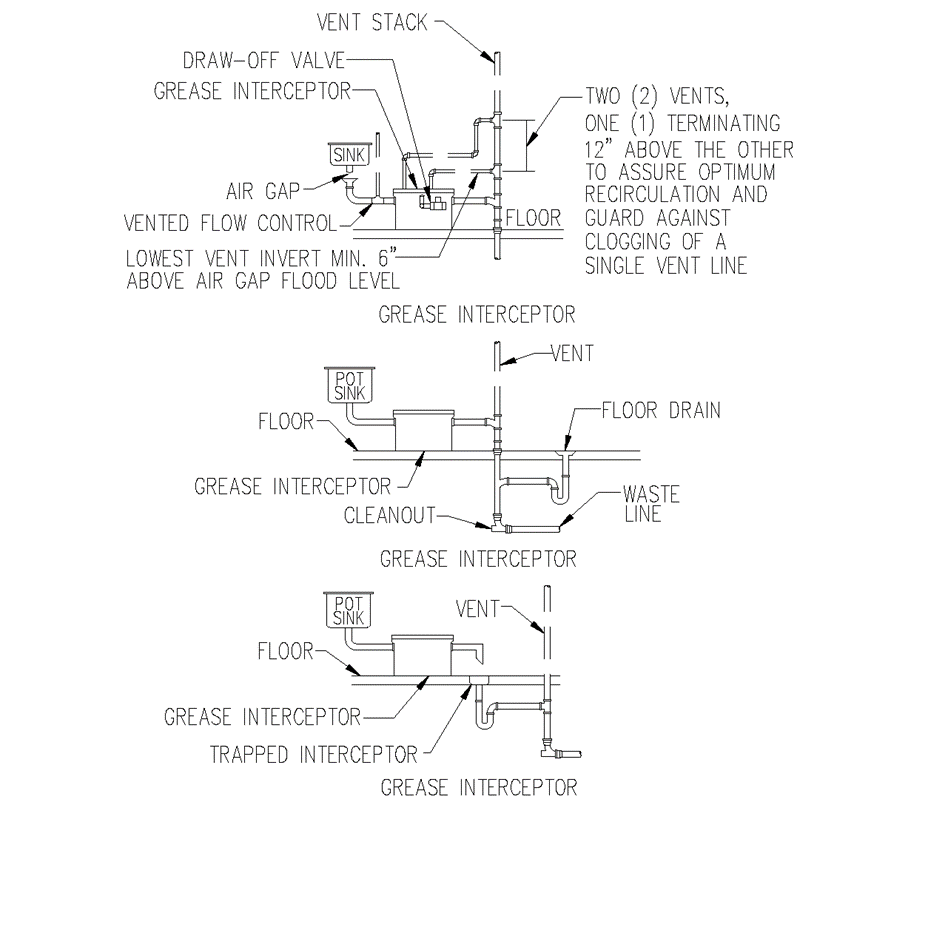 VENT STACK
DRAW-OFF VALVE
GREASE INTERCEPTOR
TWO (2) VENTS,
ONE (1) TERMINATING
12" ABOVE THE OTHER
TO ASSURE OPTIMUM
RECIRCULATION AND
GUARD AGAINST
CLOGGING OF A
SINGLE VENT LINE
SINK
AIR GAP
VENTED FLOW CONTROL
FLOOR
LOWEST VENT INVERT MIN. 6"
ABOVE AIR GAP FLOOD LEVEL
GREASE INTERCEPTOR
VENT
POT
SINK
FLOOR
FLOOR DRAIN
GREASE INTERCEPTOR
CLEANOUT
WASTE
LINE
GREASE INTERCEPTOR
POT
SINK
VENT
FLOOR
GREASE INTERCEPTOR
TRAPPED INTERCEPTOR
GREASE INTERCEPTOR